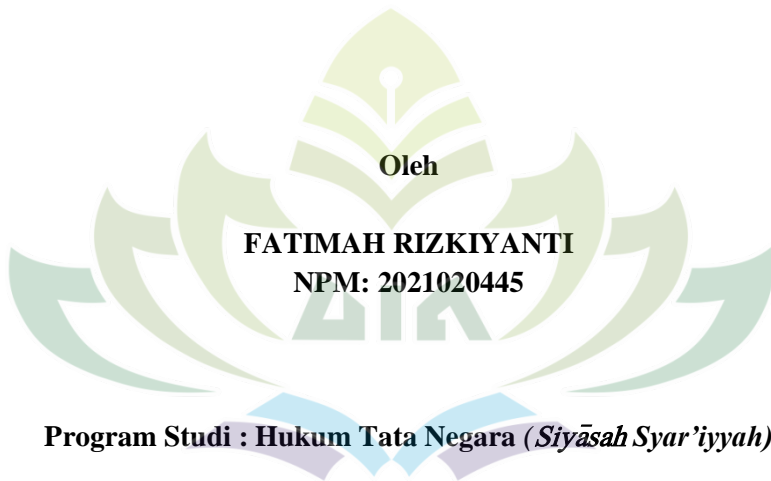 Oleh
FATIMAH RIZKIYANTI
NPM: 2021020445
Program Studi : Hukum Tata Negara (Siyāsah Syar’iyyah)